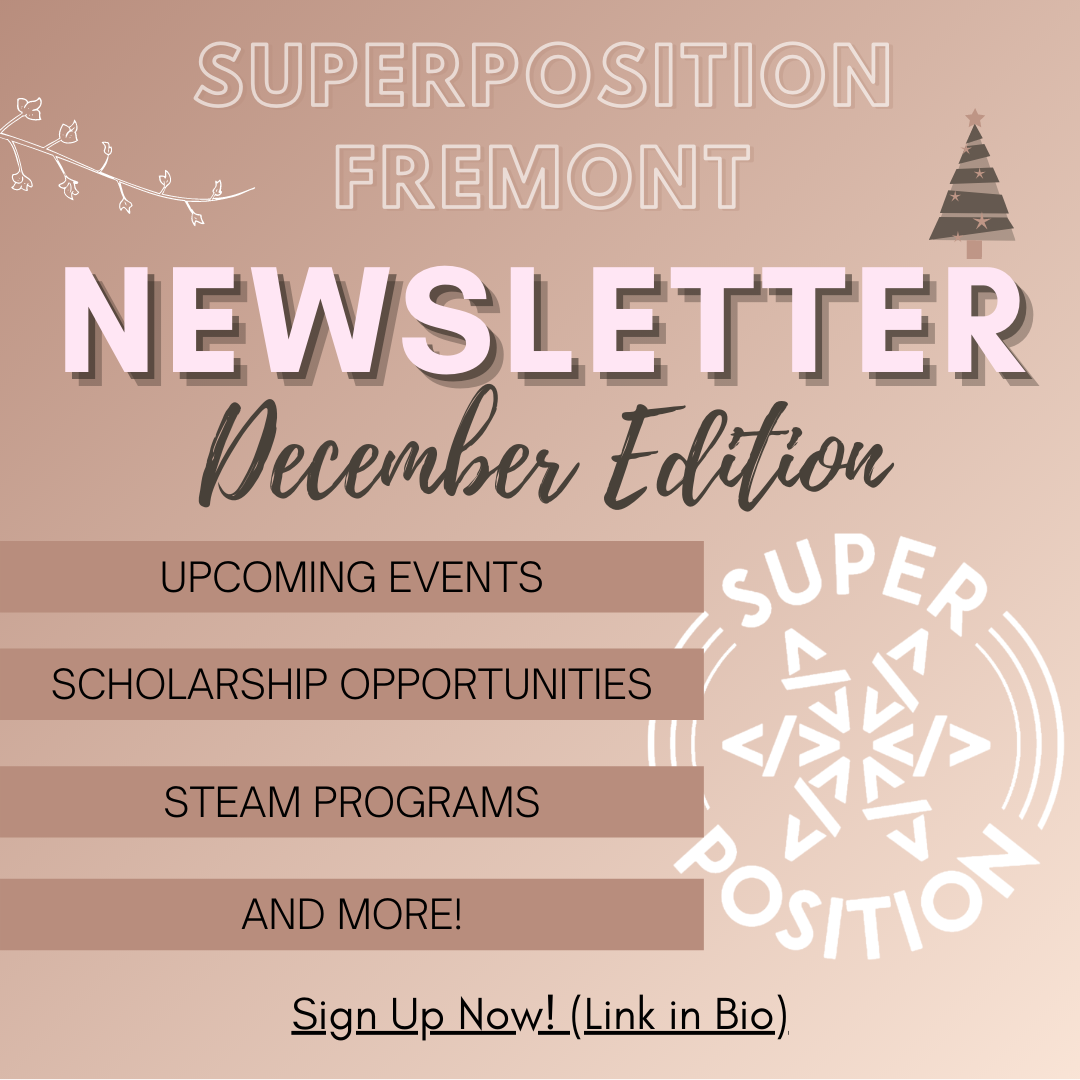 SUPERPOSITION
FREMONT
NEWSLETTER
December Edition
UPCOMING EVENTS
SCHOLARSHIP OPPORTUNITIES
STEAM PROGRAMS
AND MORE!
SUPER
</> </> </> </> </> </>
POSITION
Sign Up Now! (Link in Bio)